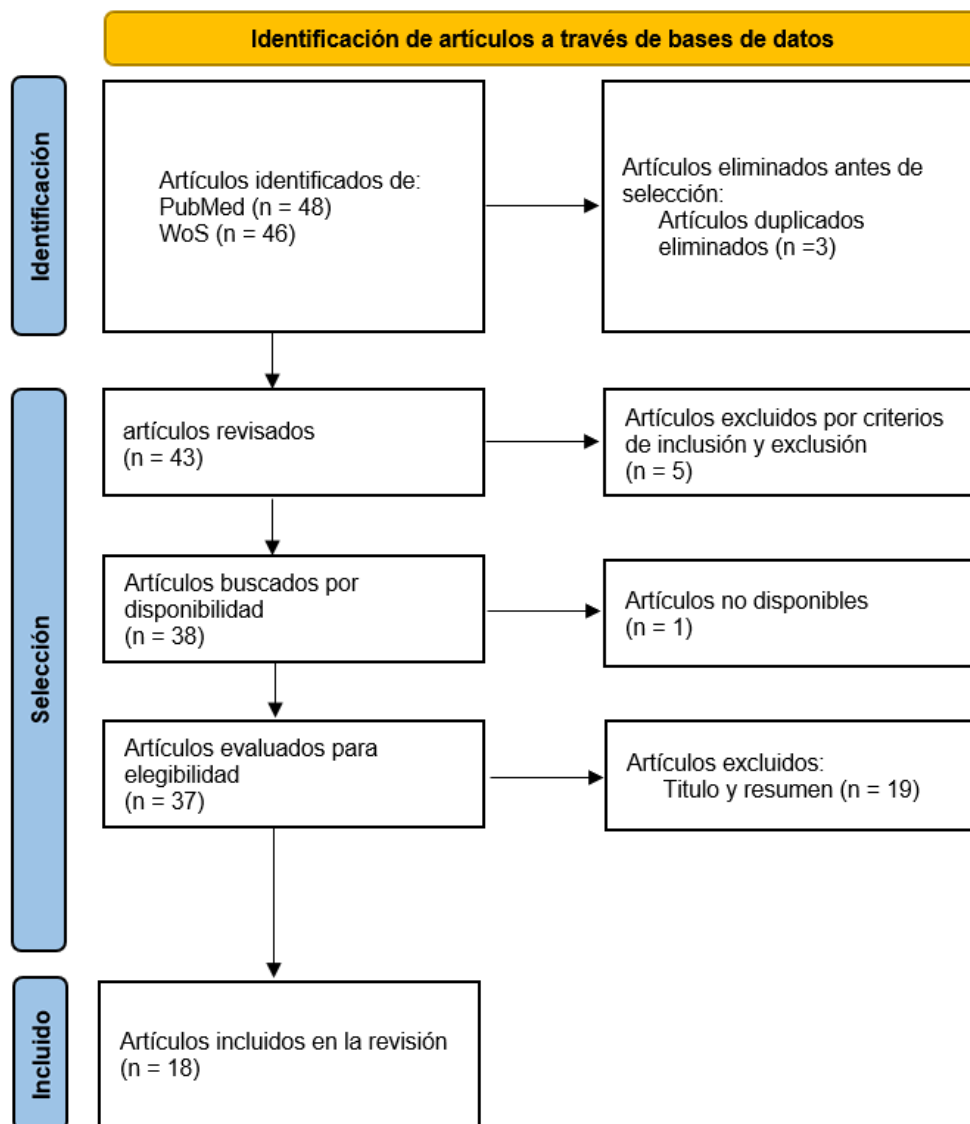 Identificación de artículos a través de bases de datos
Identificación
Artículos identificados de:
PubMed (n = 48)
WoS (n = 46)
Artículos eliminados antes de
selección:
Artículos duplicados
eliminados (n =3)
Selección
artículos revisados
(n = 43)
Artículos excluidos por criterios
de inclusión y exclusión
(n = 5)
Artículos buscados por
disponibilidad
(n = 38)
Artículos no disponibles
(n = 1)
Artículos evaluados para
elegibilidad
(n = 37)
Artículos excluidos:
Titulo y resumen (n = 19)
Incluido
Artículos incluidos en la revisión
(n = 18)